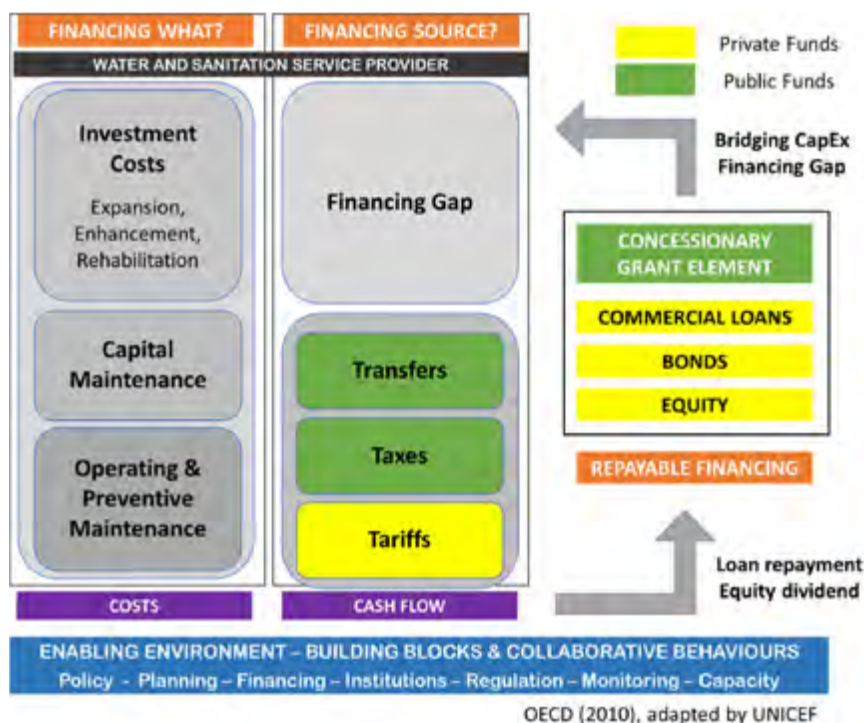 FINANCING WHAT?
FINANCING SOURCE?
WATER AND SANITATION SERVICE PROVIDER
Investment
Costs
Expansion,
Enhancement,
Rehabilitation
Capital
Maintenance
Operating &
Preventive
Maintenance
COSTS
Financing Gap
Transfers
Taxes
Tariffs
CASH FLOW
Private Funds
Public Funds
Bridging CapEx
Financing Gap
CONCESSIONARY
GRANT ELEMENT
COMMERCIAL LOANS
BONDS
EQUITY
REPAYABLE FINANCING
Loan repayment
Equity dividend
ENABLING ENVIRONMENT – BUILDING BLOCKS & COLLABORATIVE BEHAVIOURS
Policy - Planning – Financing – Institutions – Regulation – Monitoring – Capacity
OECD (2010), adapted by UNICEF